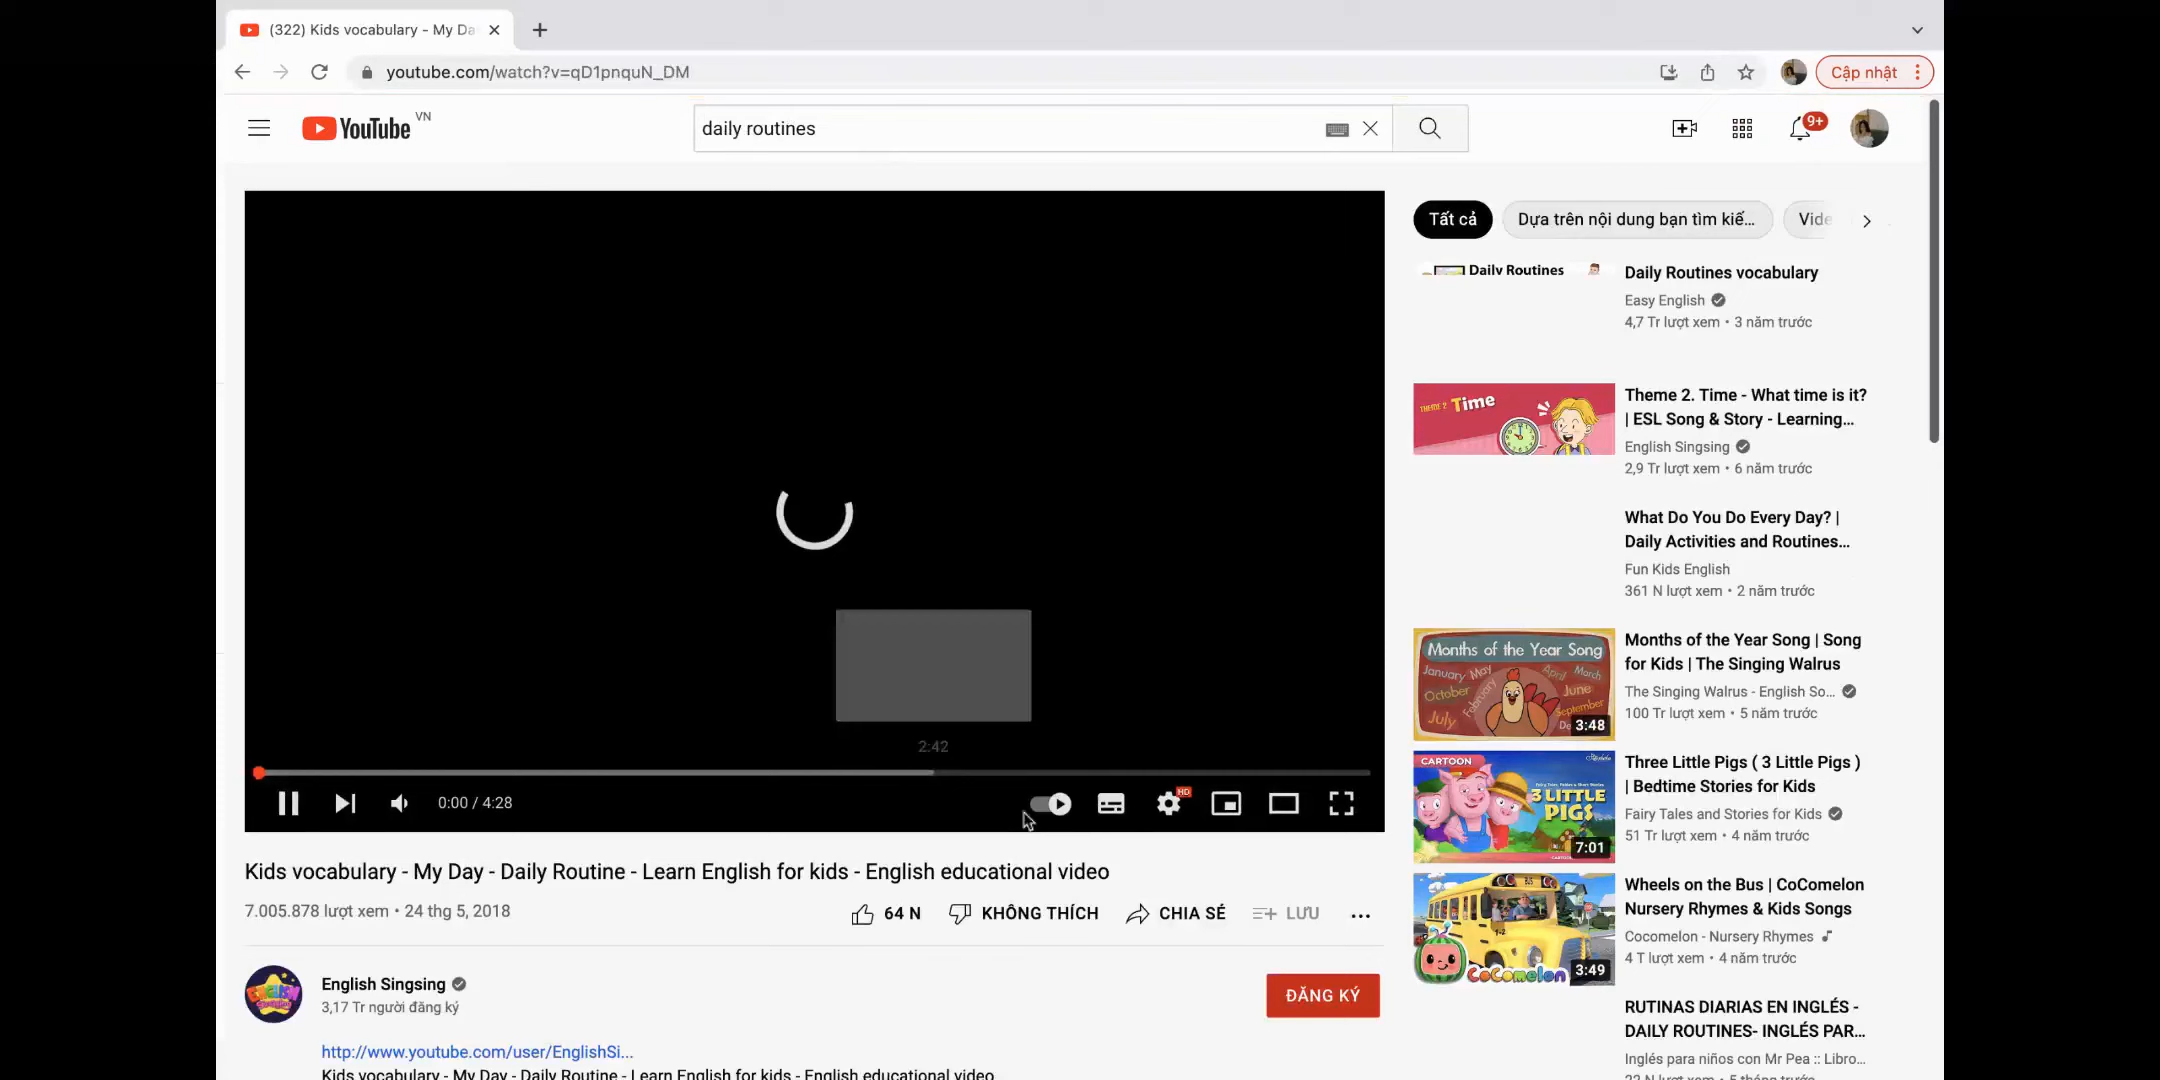 (322) Kids vocabulary - My Da
youtube.com/watch?v=qD1pnquN_DM
Cập nhật
YouTube VN
daily routines
9+
Tất cả
Dựa trên nội dung bạn tìm kiế...
Vide
Daily Routines
Daily Routines vocabulary
Easy English
4,7 Tr lượt xem • 3 năm trước
THEME 2 Time
Theme 2. Time - What time is it?
| ESL Song & Story - Learning...
English Singsing
2,9 Tr lượt xem • 6 năm trước
What Do You Do Every Day? |
Daily Activities and Routines...
Fun Kids English
361 N lượt xem • 2 năm trước
Months of the Year Song
January May April March
October February June
September
July
3:48
Months of the Year Song | Song
for Kids | The Singing Walrus
The Singing Walrus - English So...
100 Tr lượt xem • 5 năm trước
2:42
0:00 / 4:28
HD
CARTOON
3 LITTLE
PIGS
7:01
Three Little Pigs ( 3 Little Pigs )
| Bedtime Stories for Kids
Fairy Tales and Stories for Kids
51 Tr lượt xem • 4 năm trước
Kids vocabulary - My Day - Daily Routine - Learn English for kids - English educational video
7.005.878 lượt xem • 24 thg 5, 2018
64 N
KHÔNG THÍCH
CHIA SẺ
LƯU
BUS
CoComelon
3:49
Wheels on the Bus | CoComelon
Nursery Rhymes & Kids Songs
Cocomelon - Nursery Rhymes
4 T lượt xem • 4 năm trước
ENGLISH
English Singsing
3,17 Tr người đăng ký
ĐĂNG KÝ
RUTINAS DIARIAS EN INGLÉS -
DAILY ROUTINES- INGLÉS PAR...
Inglés para niños con Mr Pea :: Libro...
22 N lượt xem • 5 tháng trước
http://www.youtube.com/user/EnglishSi...
Kids vocabulary - My Day - Daily Routine - Learn English for kids - English educational video